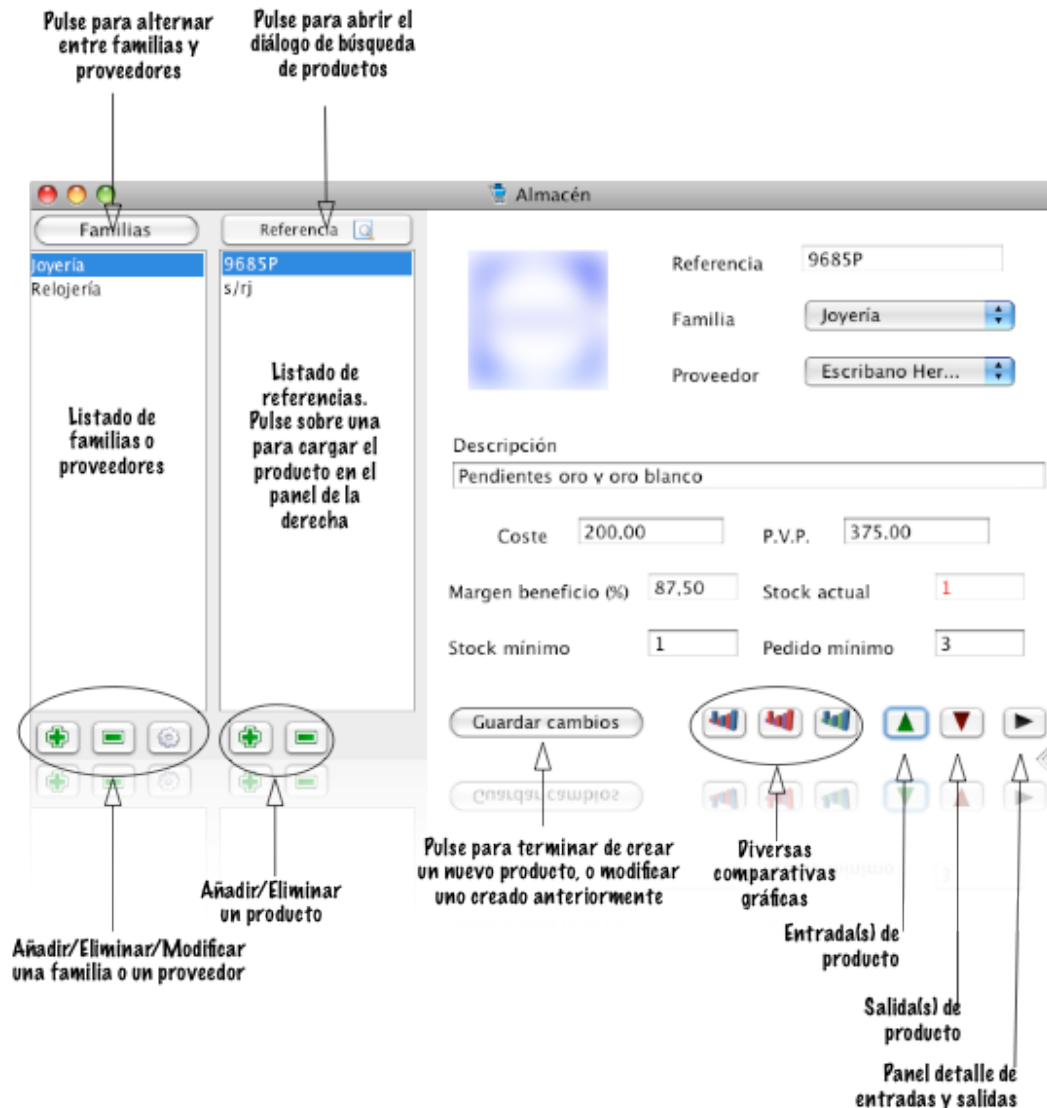 Pulse para alternar
entre familias y
proveedores
Pulse para abrir el
diálogo de búsqueda
de productos
Almacén
Familias
Referencia
Joyería
Relojería
9685P
s/rj
Listado de
familias o
proveedores
Listado de
referencias.
Pulse sobre una
para cargar el
producto en el
panel de la
derecha
Referencia 9685P
Familia Joyería
Proveedor Escribano Her...
Descripción
Pendientes oro y oro blanco
Coste 200,00 P.V.P. 375,00
Margen beneficio (%) 87,50 Stock actual 1
Stock mínimo 1 Pedido mínimo 3
Guardar cambios
Guardar cambios
Añadir/Eliminar/Modificar
una familia o un proveedor
Añadir/Eliminar
un producto
Pulse para terminar de crear
un nuevo producto, o modificar
uno creado anteriormente
Diversas
comparativas
gráficas
Entrada(s) de
producto
Salida(s) de
producto
Panel detalle de
entradas y salidas